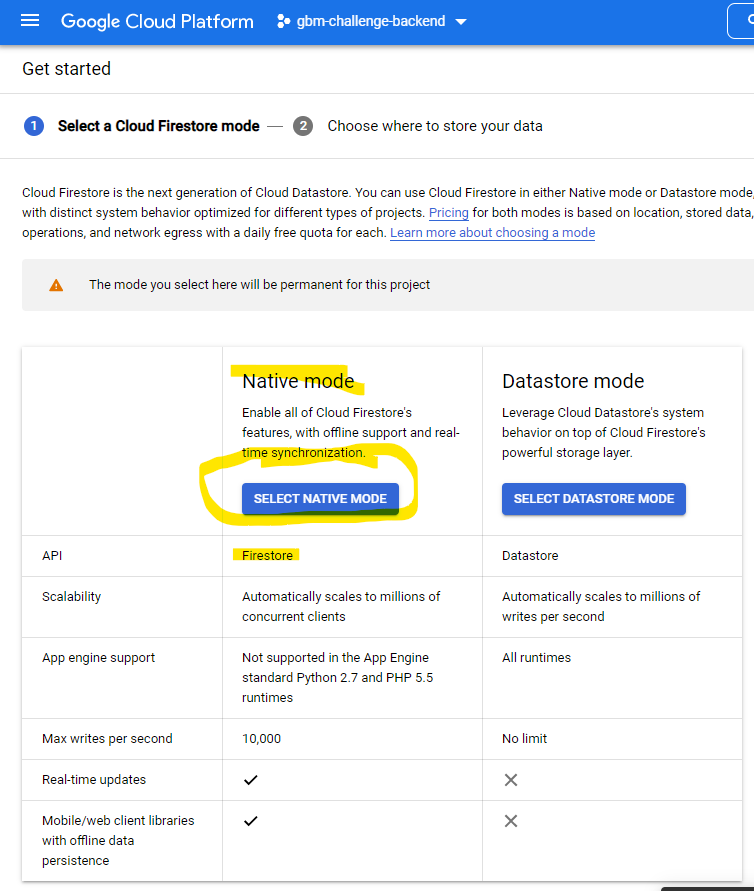 Google Cloud Platform gbm-challenge-backend
Get started
1 Select a Cloud Firestore mode — 2 Choose where to store your data
Cloud Firestore is the next generation of Cloud Datastore. You can use Cloud Firestore in either Native mode or Datastore mode,
with distinct system behavior optimized for different types of projects. Pricing for both modes is based on location, stored data,
operations, and network egress with a daily free quota for each. Learn more about choosing a mode
The mode you select here will be permanent for this project
Native mode
Enable all of Cloud Firestore's
features, with offline support and real-
time synchronization.
SELECT NATIVE MODE
Datastore mode
Leverage Cloud Datastore's system
behavior on top of Cloud Firestore's
powerful storage layer.
SELECT DATASTORE MODE
API
Firestore
Datastore
Scalability
Automatically scales to millions of
concurrent clients
Automatically scales to millions of
writes per second
App engine support
Not supported in the App Engine
standard Python 2.7 and PHP 5.5
runtimes
All runtimes
Max writes per second
10,000
No limit
Real-time updates
Mobile/web client libraries
with offline data
persistence